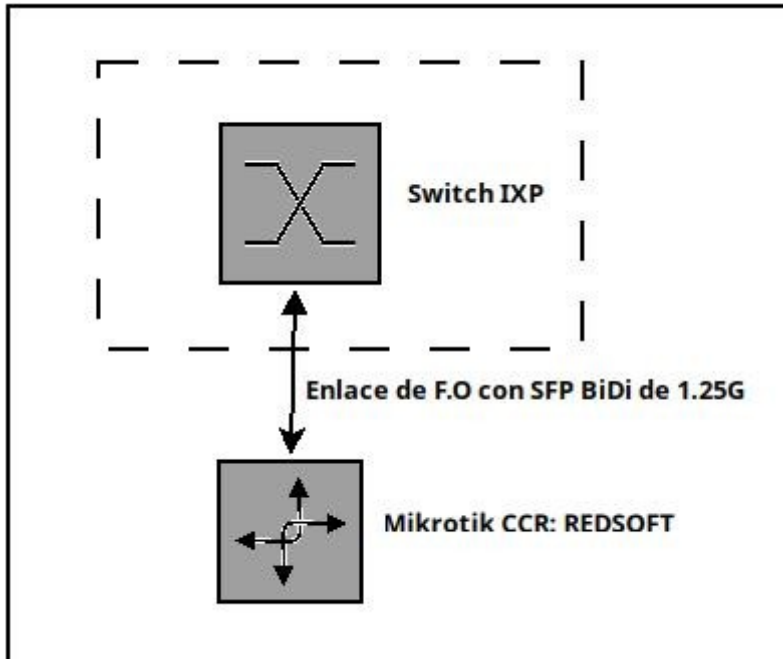 Switch IXP
Enlace de F.O con SFP BiDi de 1.25G
Mikrotik CCR: REDSOFT